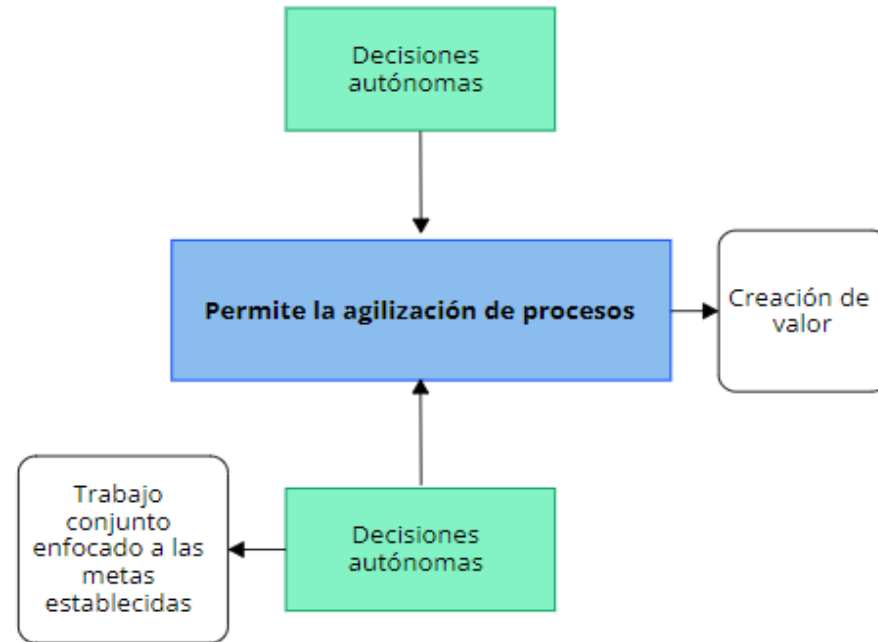 Decisiones
autónomas
Permite la agilización de procesos
Creación de
valor
Trabajo
conjunto
enfocado a las
metas
establecidas
Decisiones
autónomas